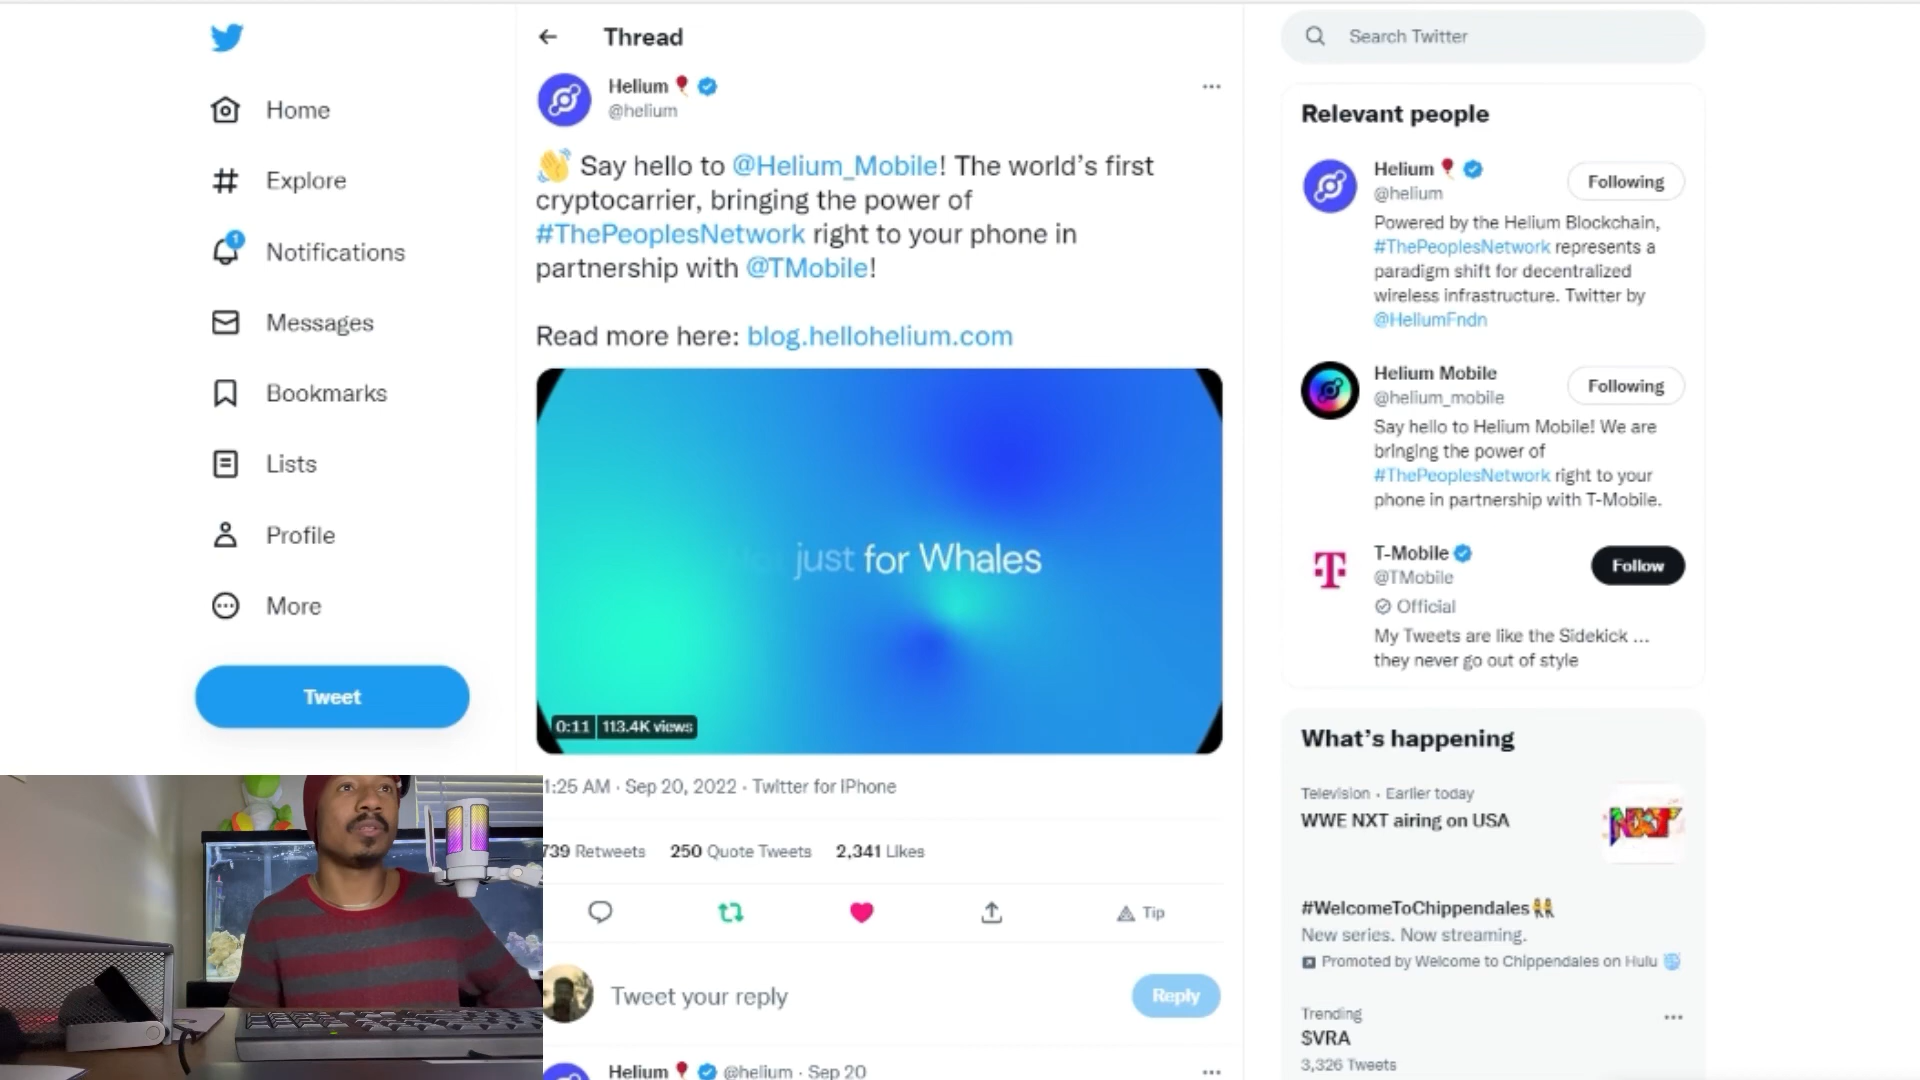 Home
Explore
1
Notifications
Messages
Bookmarks
Lists
Profile
More
Tweet
Thread
Helium
@helium
Say hello to @Helium_Mobile! The world's first
cryptocarrier, bringing the power of
#ThePeoplesNetwork right to your phone in
partnership with @TMobile!
Read more here: blog.hellohelium.com
just for Whales
0:11 113.4K views
1:25 AM · Sep 20, 2022 · Twitter for iPhone
739 Retweets 250 Quote Tweets 2,341 Likes
Tip
Tweet your reply
Reply
Helium @helium · Sep 20
Search Twitter
Relevant people
Helium
@helium
Following
Powered by the Helium Blockchain,
#ThePeoplesNetwork represents a
paradigm shift for decentralized
wireless infrastructure. Twitter by
@HeliumFndn
Helium Mobile
@helium_mobile
Following
Say hello to Helium Mobile! We are
bringing the power of
#ThePeoplesNetwork right to your
phone in partnership with T-Mobile.
T-Mobile
@TMobile
Follow
Official
My Tweets are like the Sidekick ...
they never go out of style
What's happening
Television · Earlier today
WWE NXT airing on USA
NXT
#WelcomeToChippendales
New series. Now streaming.
Promoted by Welcome to Chippendales on Hulu
Trending
$VRA
3,326 Tweets